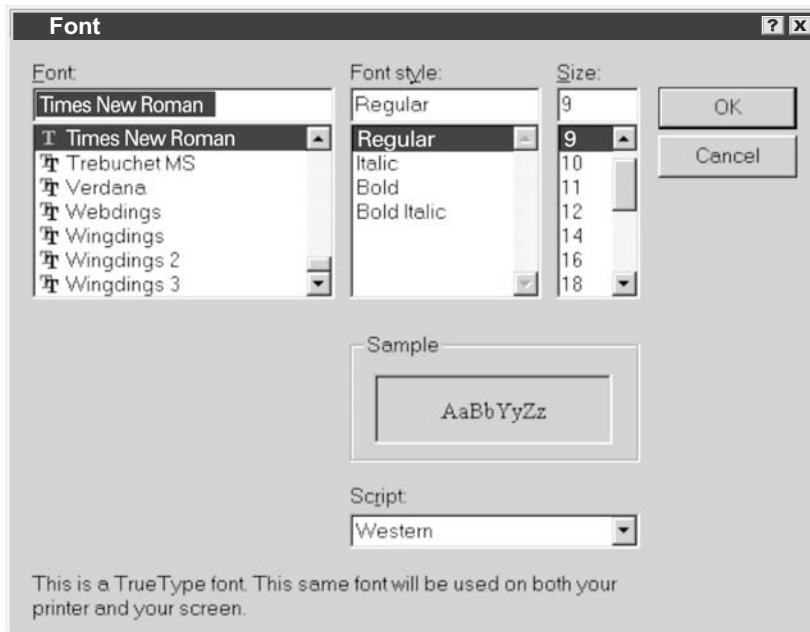 Font
Font:
Times New Roman
Times New Roman
Trebuchet MS
Verdana
Webdings
Wingdings
Wingdings 2
Wingdings 3
Font style:
Regular
Regular
Italic
Bold
Bold Italic
Size:
9
9
10
11
12
14
16
18
OK
Cancel
Sample
AaBbYyZz
Script:
Western
This is a TrueType font. This same font will be used on both your
printer and your screen.